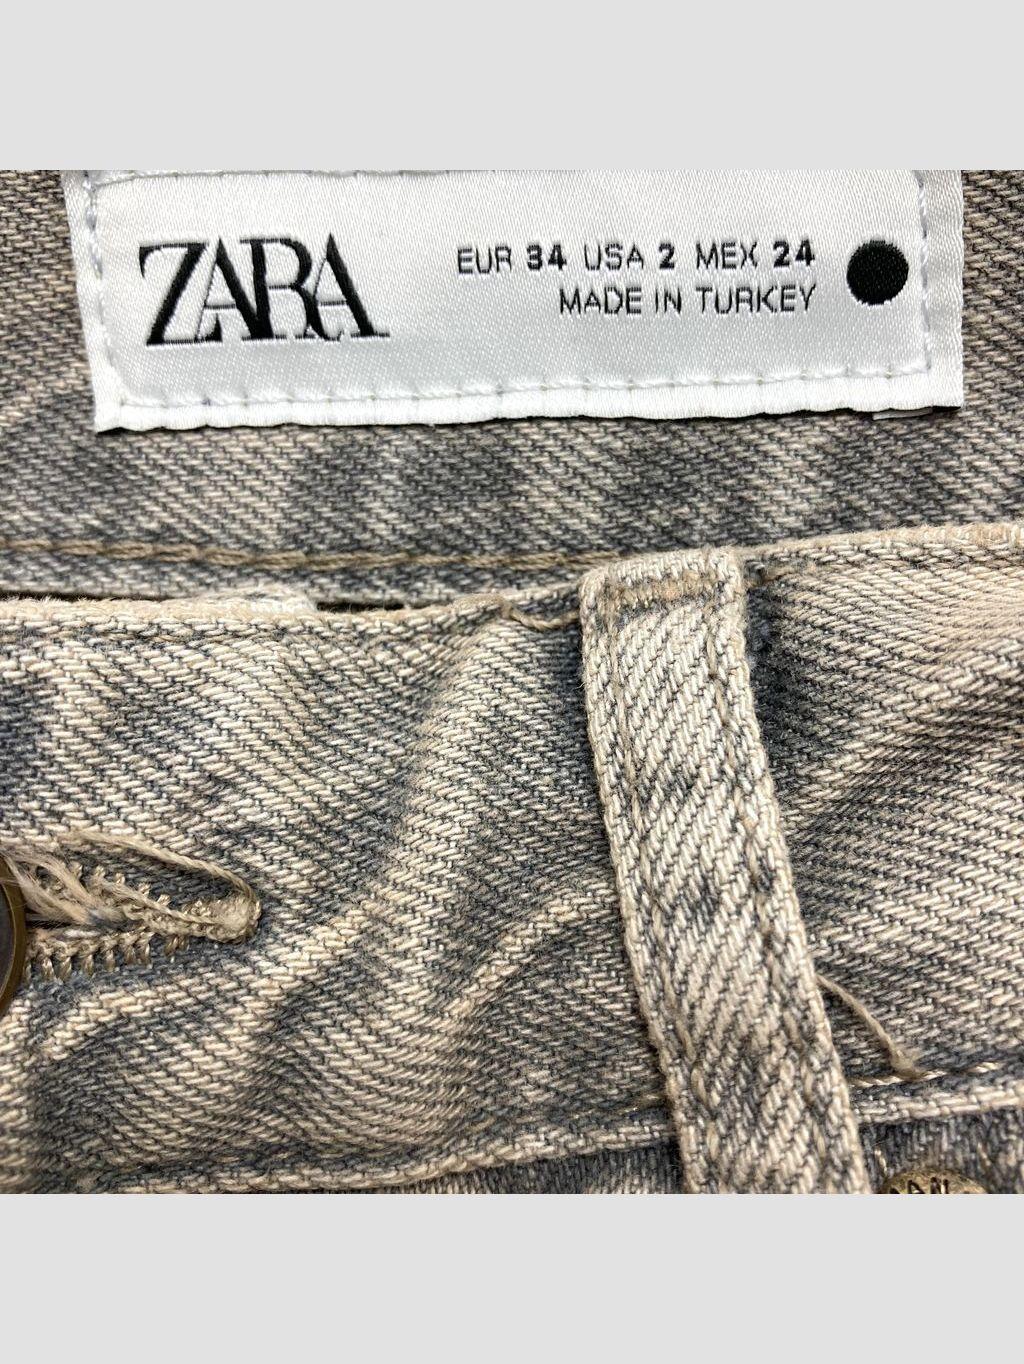 ZARA
EUR 34 USA 2 MEX 24
MADE IN TURKEY